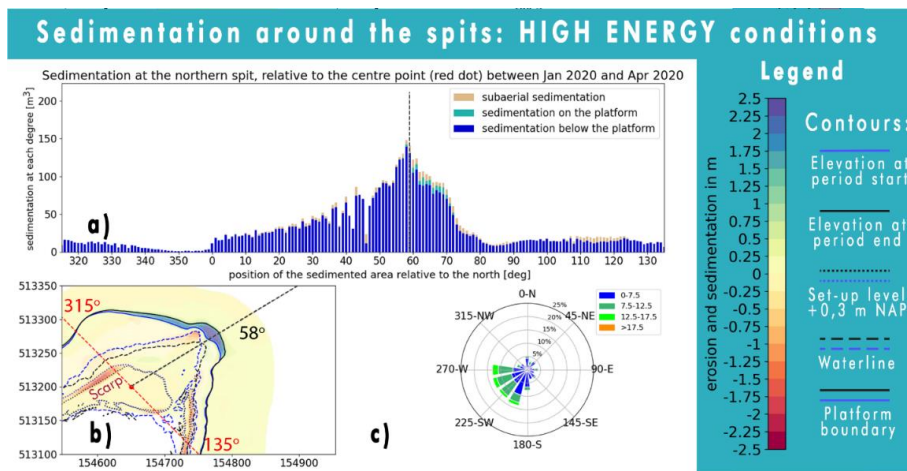 Sedimentation around the spits: HIGH ENERGY conditions
Sedimentation at the northern spit, relative to the centre point (red dot) between Jan 2020 and Apr 2020
sedimentation at each degree [m³]
200
150
100
50
0
subaerial sedimentation
sedimentation on the platform
sedimentation below the platform
a)
320 330 340 350 0 10 20 30 40 50 60 70 80 90 100 110 120 130
position of the sedimented area relative to the north [deg]
513350
513300
513250
513200
513150
513100
315°
58°
Scarp
135°
b)
154600 154700 154800 154900
c)
0-N
45-NE
90-E
145-SE
180-S
225-SW
270-W
315-NW
5%
10%
15%
20%
25%
0-7.5
7.5-12.5
12.5-17.5
>17.5
Legend
erosion and sedimentation in m
2.5
2.25
2
1.75
1.5
1.25
1
0.75
0.5
0.25
0
-0.25
-0.5
-0.75
-1
-1.25
-1.5
-1.75
-2
-2.25
-2.5
Contours:
Elevation at
period start
Elevation at
period end
Set-up level
+0,3 m NAP
Waterline
Platform
boundary